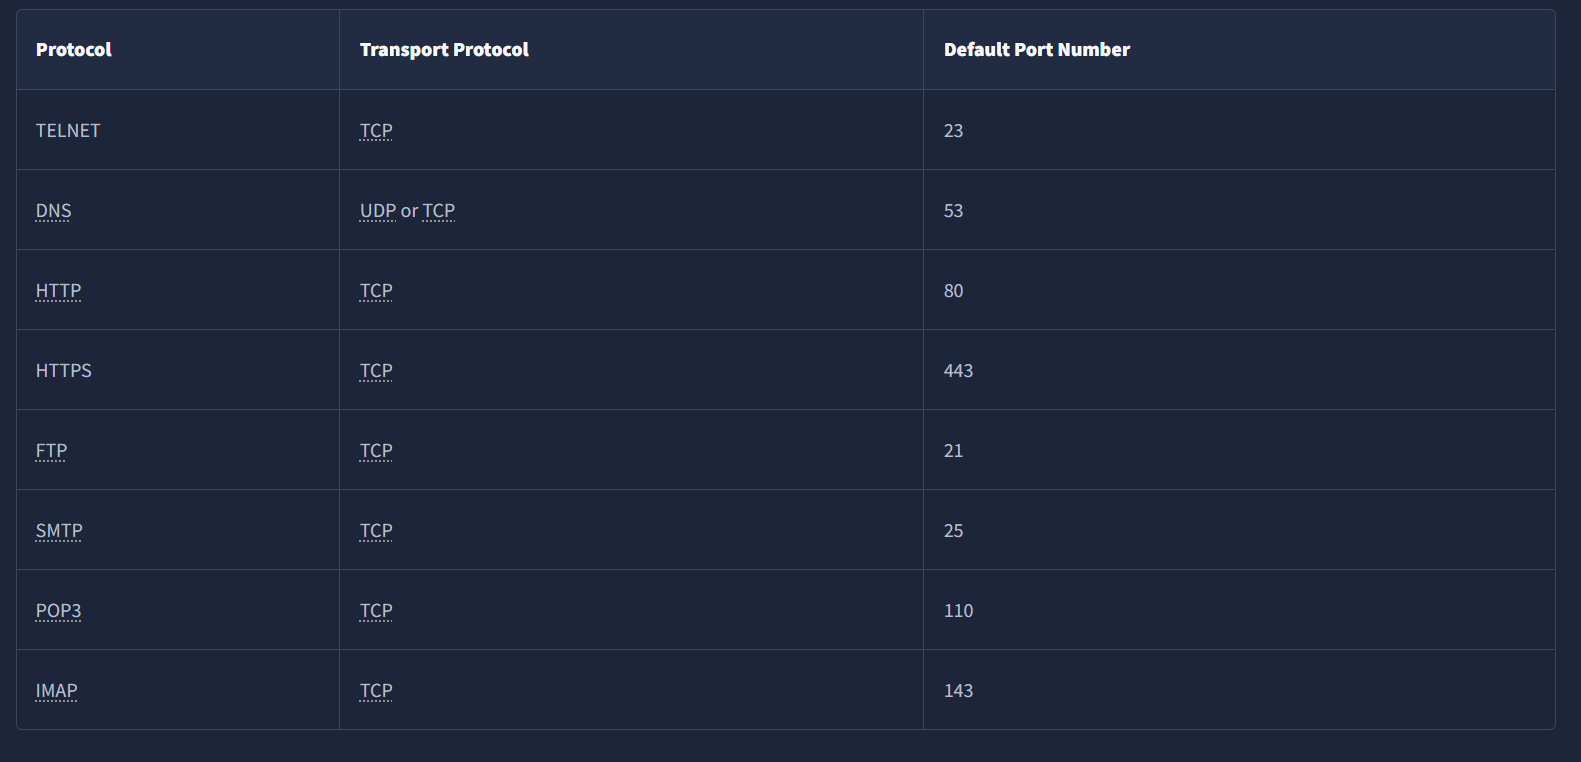 Protocol Transport Protocol Default Port Number
TELNET TCP 23
DNS UDP or TCP 53
HTTP TCP 80
HTTPS TCP 443
FTP TCP 21
SMTP TCP 25
POP3 TCP 110
IMAP TCP 143